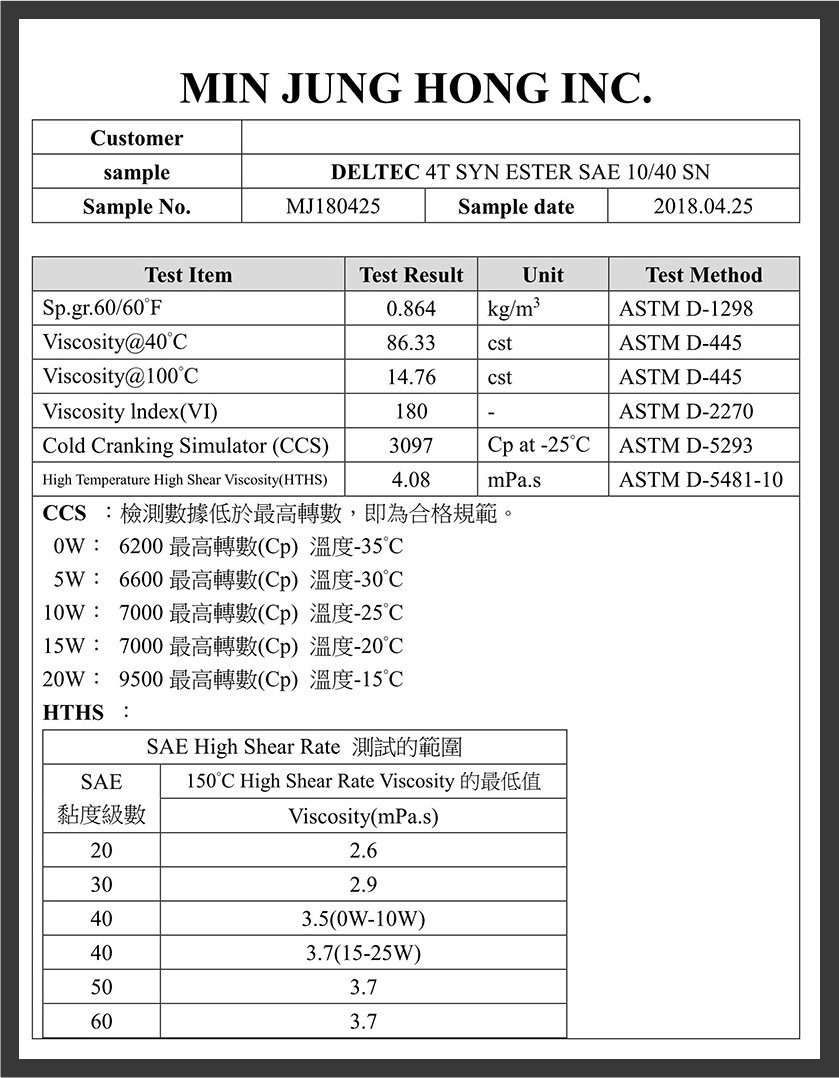 MIN JUNG HONG INC.
Customer
sample DELTEC 4T SYN ESTER SAE 10/40 SN
Sample No. MJ180425 Sample date 2018.04.25
Test Item Test Result Unit Test Method
Sp.gr.60/60°F 0.864 kg/m³ ASTM D-1298
Viscosity@40°C 86.33 cst ASTM D-445
Viscosity@100°C 14.76 cst ASTM D-445
Viscosity lndex(VI) 180 - ASTM D-2270
Cold Cranking Simulator (CCS) 3097 Cp at -25°C ASTM D-5293
High Temperature High Shear Viscosity(HTHS) 4.08 mPa.s ASTM D-5481-10
CCS ：檢測數據低於最高轉數，即為合格規範。
0W： 6200 最高轉數(Cp) 溫度-35°C
5W： 6600 最高轉數(Cp) 溫度-30°C
10W： 7000 最高轉數(Cp) 溫度-25°C
15W： 7000 最高轉數(Cp) 溫度-20°C
20W： 9500 最高轉數(Cp) 溫度-15°C
HTHS ：
SAE High Shear Rate 測試的範圍
SAE 150°C High Shear Rate Viscosity 的最低值
黏度級數 Viscosity(mPa.s)
20 2.6
30 2.9
40 3.5(0W-10W)
40 3.7(15-25W)
50 3.7
60 3.7